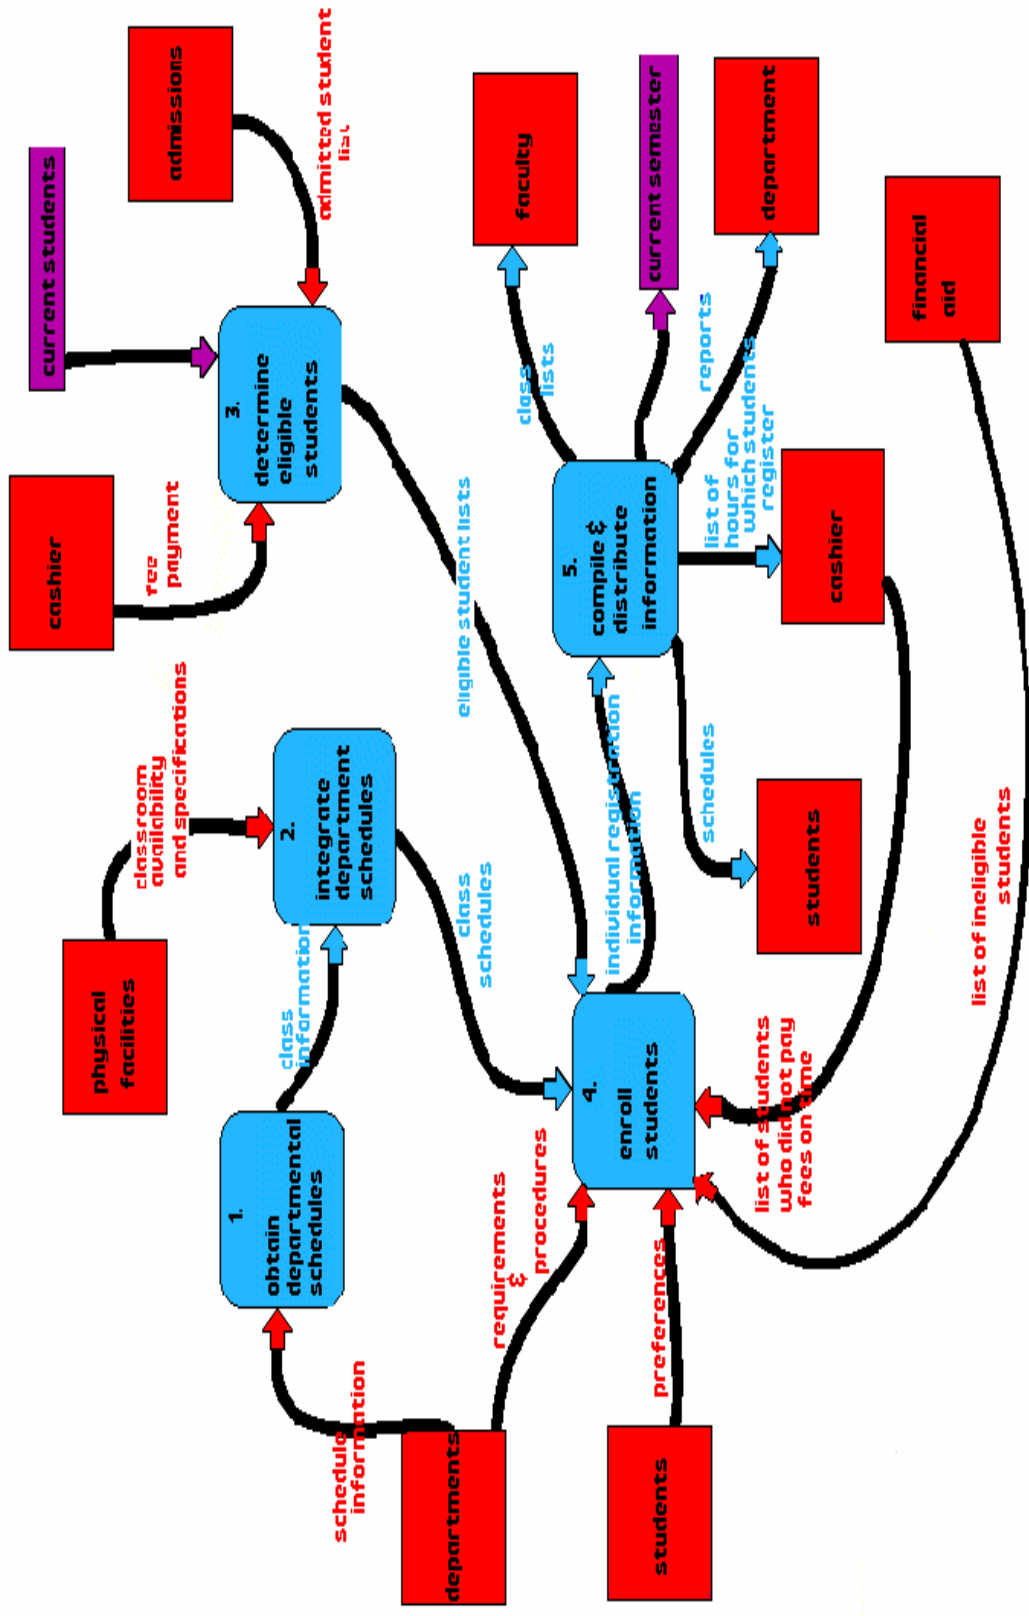 cashier
current students
admissions
fee
payment
admitted student
list
3.
determine
eligible
students
physical
facilities
classroom
availability
and specifications
2.
integrate
department
schedules
1.
obtain
departmental
schedules
class
information
schedule
information
departments
class
schedules
eligible student lists
requirements
&
procedures
4.
enroll
students
preferences
students
individual registration
information
5.
compile &
distribute
information
class
lists
faculty
current semester
reports
department
list of
hours for
which students
register
cashier
schedules
students
list of students
who did not pay
fees on time
financial
aid
list of ineligible
students